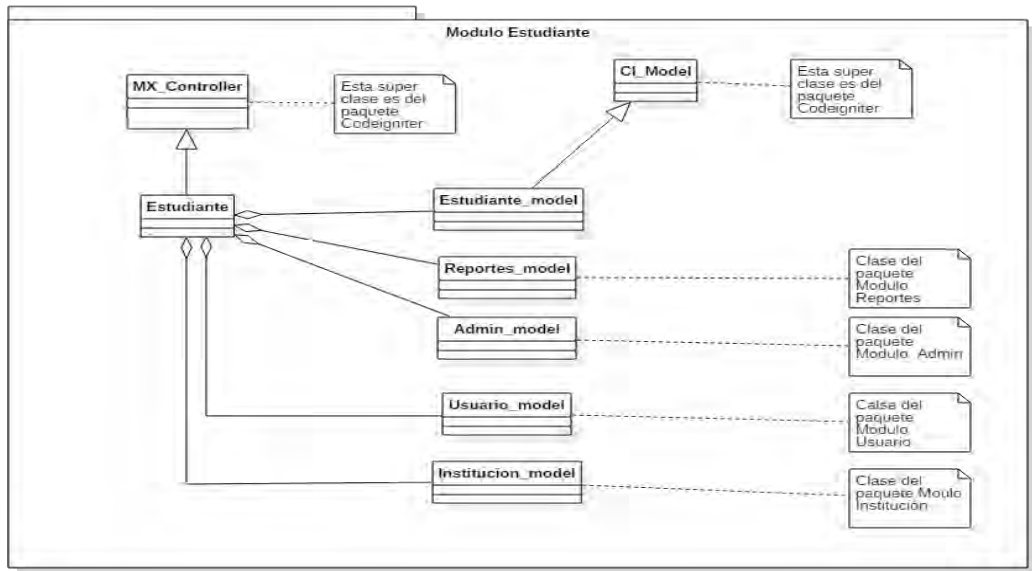 Modulo Estudiante
MX_Controller
Esta super
clase es del
paquete
Codeigniter
CI_Model
Esta super
clase es del
paquete
Codeigniter
Estudiante
Estudiante_model
Reportes_model
Clase del
paquete
Modulo
Reportes
Admin_model
Clase del
paquete
Modulo Admin
Usuario_model
Calse del
paquete
Modulo
Usuario
Institucion_model
Clase del
paquete Moulo
Institución